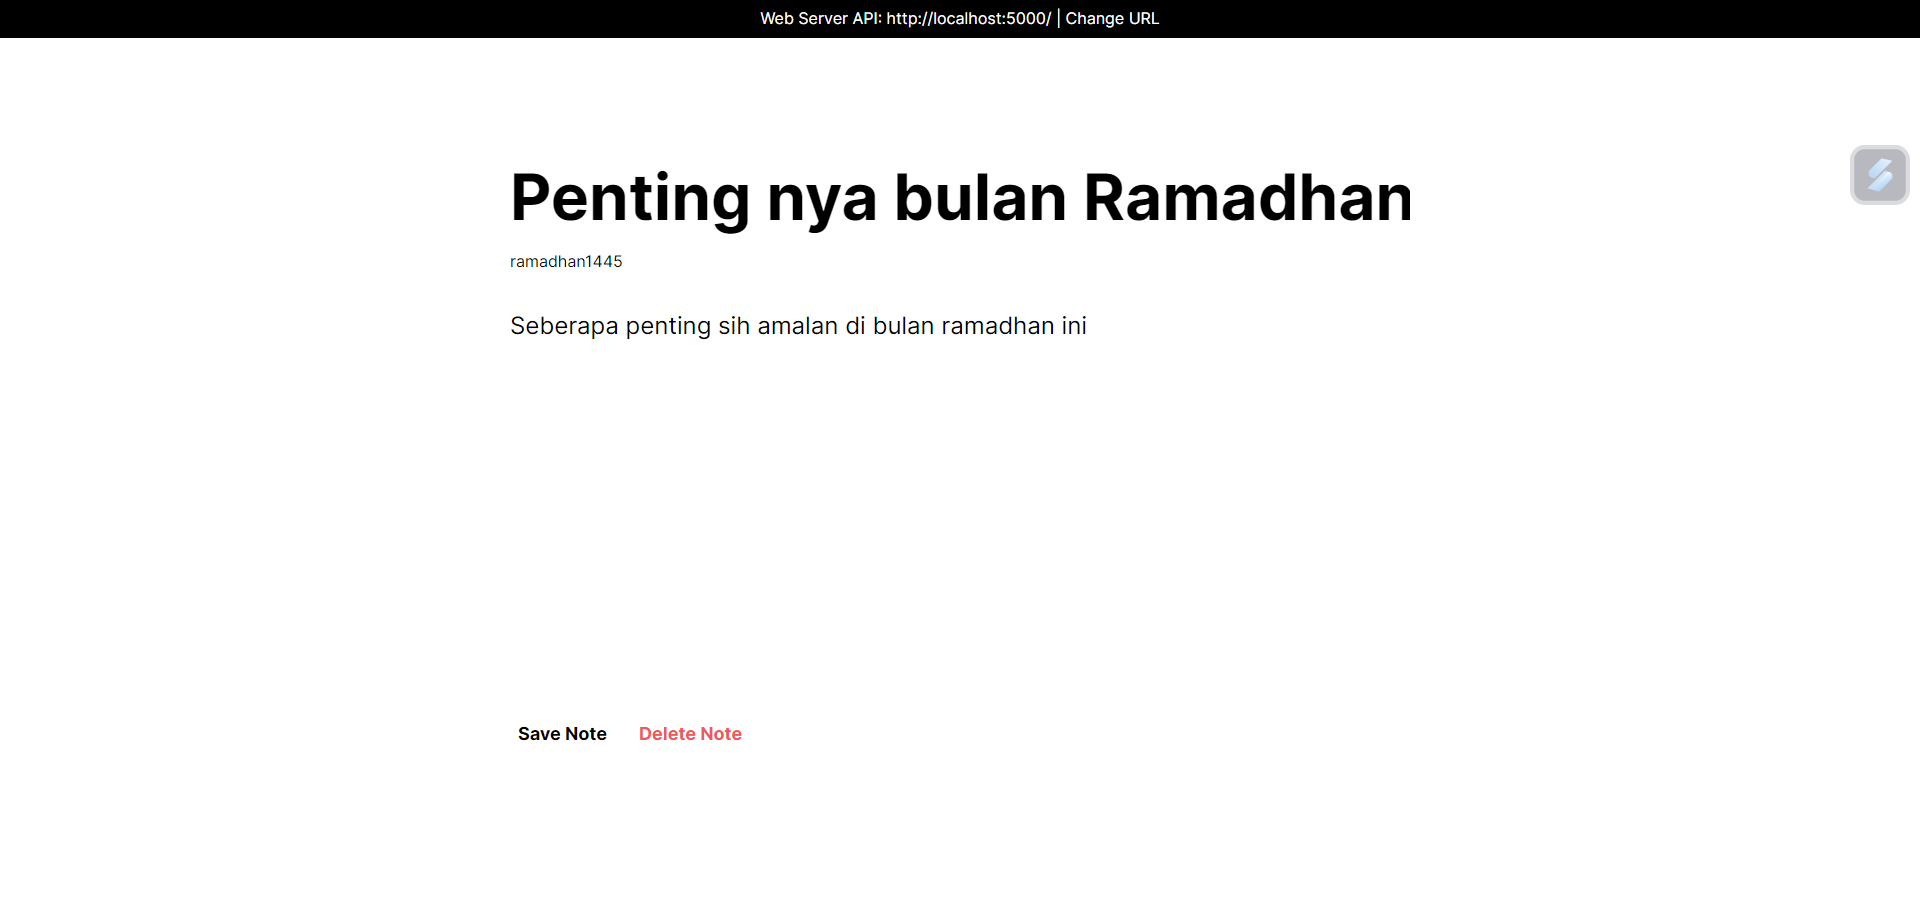 Web Server API: http://localhost:5000/ | Change URL
Penting nya bulan Ramadhan
ramadhan1445
Seberapa penting sih amalan di bulan ramadhan ini
Save Note
Delete Note